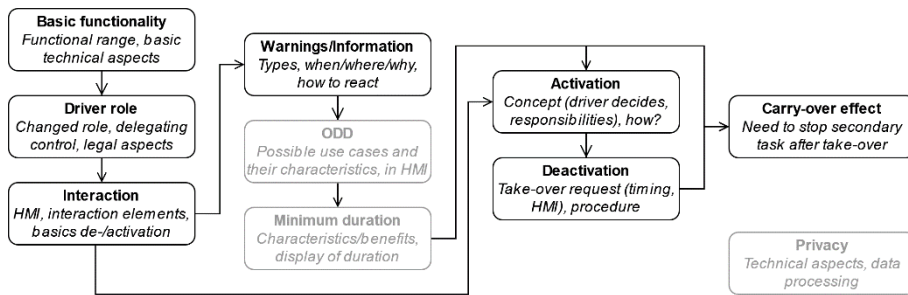 Basic functionality
Functional range, basic
technical aspects
Driver role
Changed role, delegating
control, legal aspects
Interaction
HMI, interaction elements,
basics de-/activation
Warnings/Information
Types, when/where/why,
how to react
ODD
Possible use cases and
their characteristics, in HMI
Minimum duration
Characteristics/benefits,
display of duration
Activation
Concept (driver decides,
responsibilities), how?
Deactivation
Take-over request (timing,
HMI), procedure
Carry-over effect
Need to stop secondary
task after take-over
Privacy
Technical aspects, data
processing